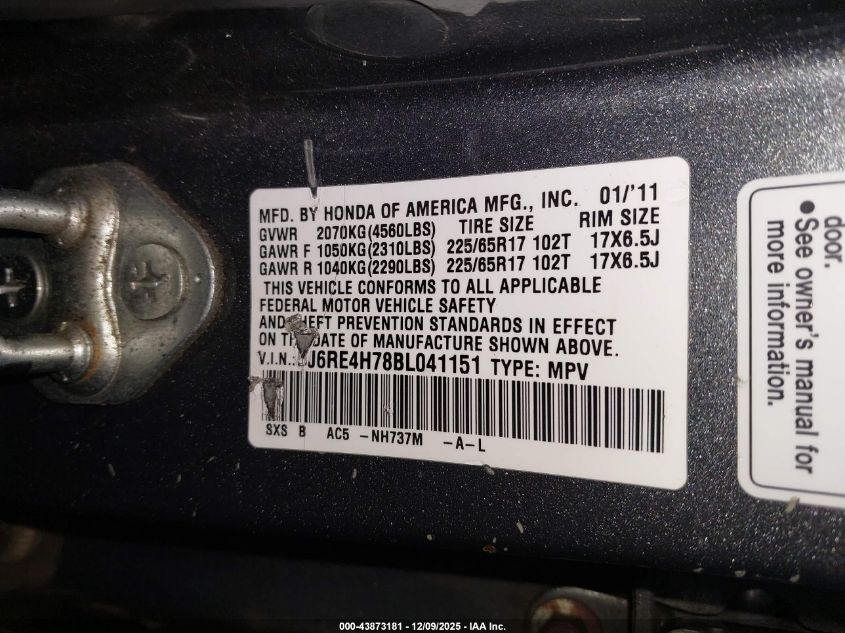 MFD. BY HONDA OF AMERICA MFG., INC. 01/'11
GVWR 2070KG(4560LBS) TIRE SIZE RIM SIZE
GAWR F 1050KG(2310LBS) 225/65R17 102T 17X6.5J
GAWR R 1040KG(2290LBS) 225/65R17 102T 17X6.5J
THIS VEHICLE CONFORMS TO ALL APPLICABLE
FEDERAL MOTOR VEHICLE SAFETY
AND THEFT PREVENTION STANDARDS IN EFFECT
ON THE DATE OF MANUFACTURE SHOWN ABOVE.
V.I.N.: J6RE4H78BL041151 TYPE: MPV
SXS B AC5 -NH737M -A-L
door.
● See owner's manual for
more information.
000-43873181 - 12/09/2025 - IAA Inc.